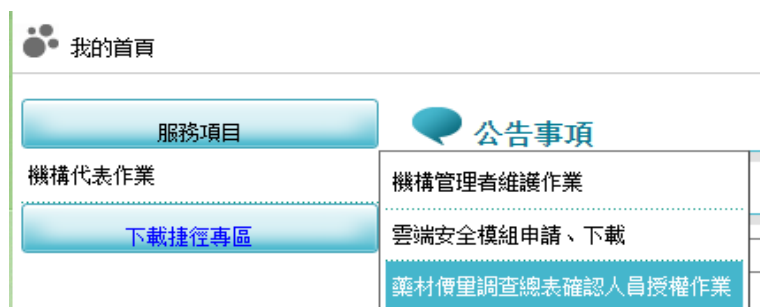 我的首頁
服務項目
公告事項
機構代表作業
機構管理者維護作業
雲端安全模組申請、下載
下載捷徑專區
藥材價量調查總表確認人員授權作業